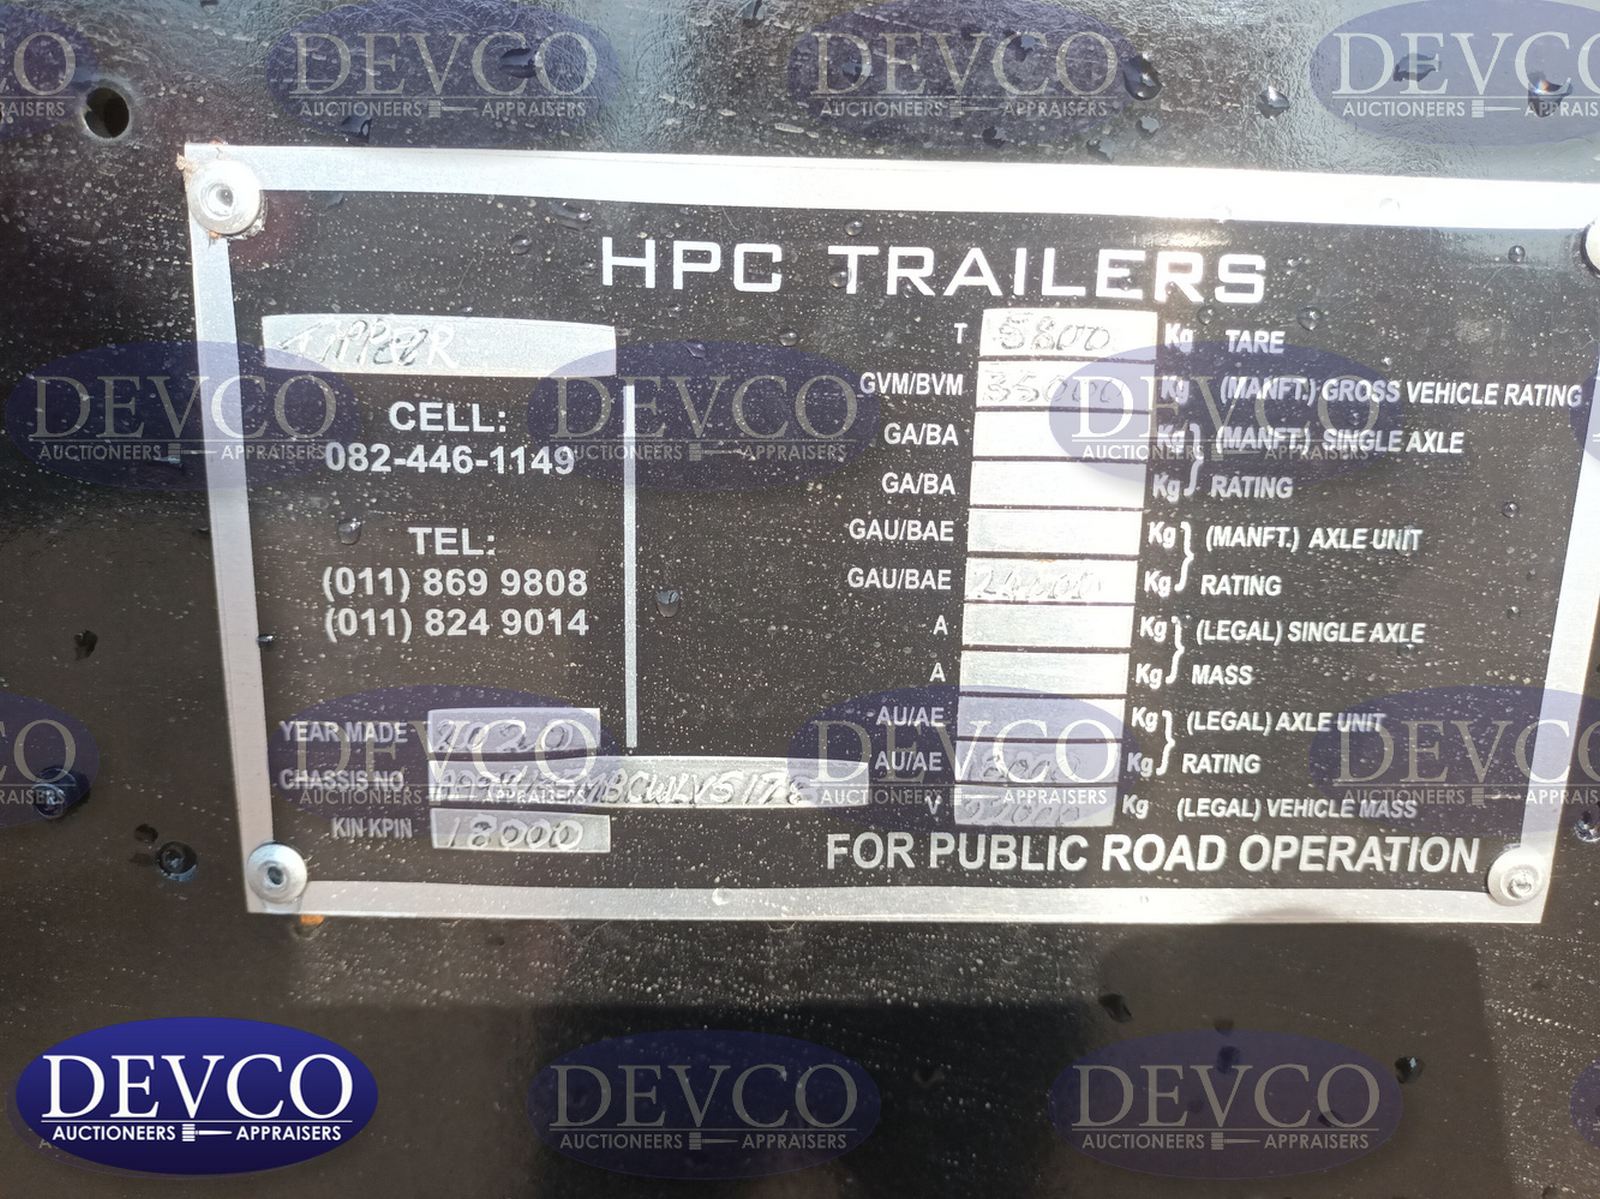 HPC TRAILERS
TIPPER
CELL:
082-446-1149
TEL:
(011) 869 9808
(011) 824 9014
YEAR MADE 2020
CHASSIS NO.
KIN KPIN 18000
T 5800 Kg TARE
GVM/BVM 35000 Kg (MANFT.) GROSS VEHICLE RATING
GA/BA Kg (MANFT.) SINGLE AXLE
GA/BA Kg RATING
GAU/BAE Kg (MANFT.) AXLE UNIT
GAU/BAE 24000 Kg RATING
A Kg (LEGAL) SINGLE AXLE
A Kg MASS
AU/AE Kg (LEGAL) AXLE UNIT
AU/AE 18000 Kg RATING
V Kg (LEGAL) VEHICLE MASS
FOR PUBLIC ROAD OPERATION
DEVCO
AUCTIONEERS APPRAISERS